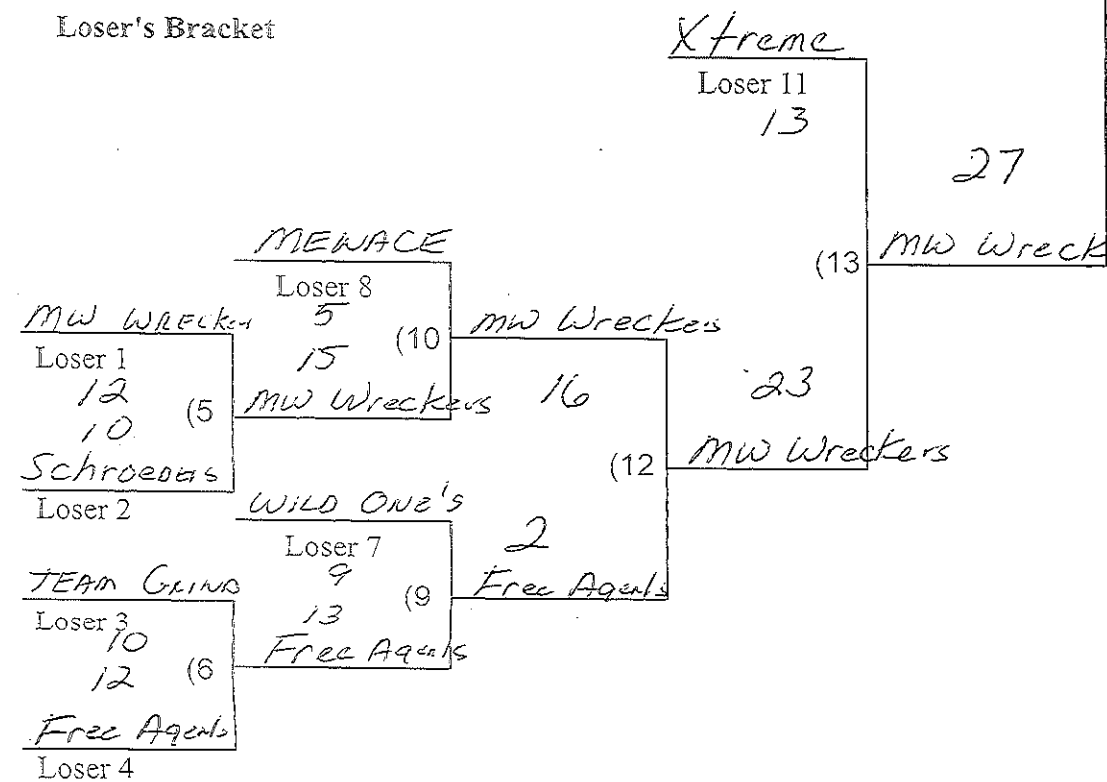 Loser's Bracket
Xtreme
Loser 11
13
27
MENACE
(13 MW Wreck
Loser 8
MW WRECKer 5 MW Wreckers
Loser 1 15 (10
12 16 23
(5 MW Wreckers
10
Schroeders (12 MW Wreckers
Loser 2 WILD ONE'S
Loser 7 2
TEAM GRIND 9 (9 Free Agents
Loser 3 13
10
12 (6 Free Agents
Free Agents
Loser 4